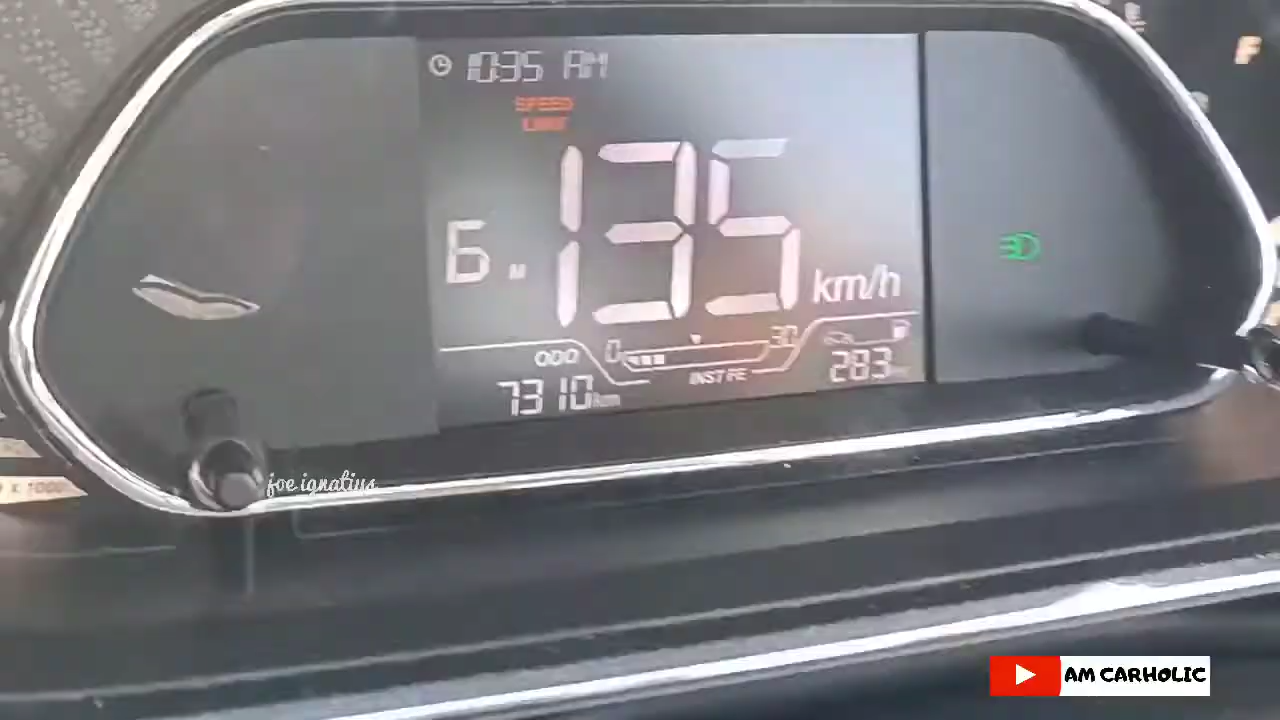 10:35 AM
SPEED
LIMIT
135
6
M
km/h
0
30
ODO
INST FE
283
7310km
F
joe ignatius
AM CARHOLIC